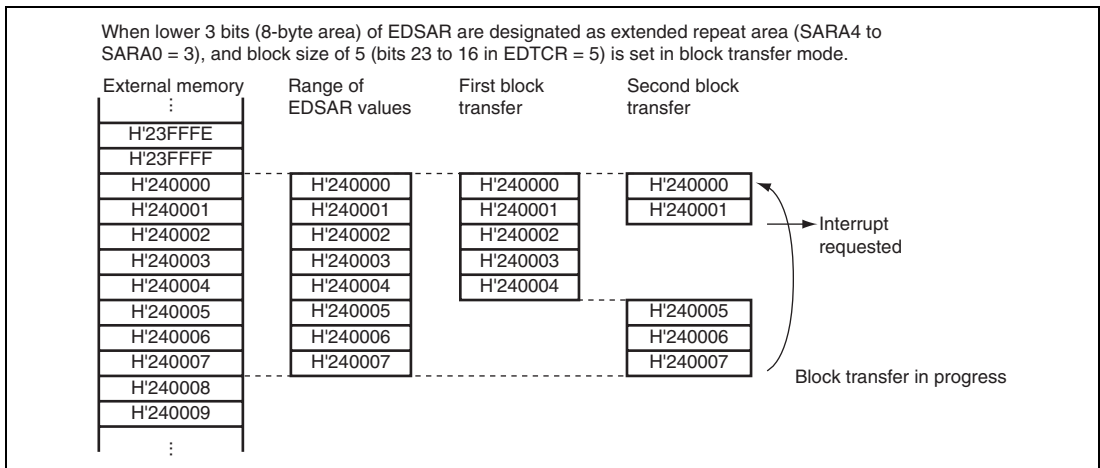 When lower 3 bits (8-byte area) of EDSAR are designated as extended repeat area (SARA4 to
SARA0 = 3), and block size of 5 (bits 23 to 16 in EDTCR = 5) is set in block transfer mode.
External memory
⋮
H'23FFFE
H'23FFFF
H'240000
H'240001
H'240002
H'240003
H'240004
H'240005
H'240006
H'240007
H'240008
H'240009
⋮
Range of
EDSAR values
H'240000
H'240001
H'240002
H'240003
H'240004
H'240005
H'240006
H'240007
First block
transfer
H'240000
H'240001
H'240002
H'240003
H'240004
Second block
transfer
H'240000
H'240001
H'240005
H'240006
H'240007
Interrupt
requested
Block transfer in progress